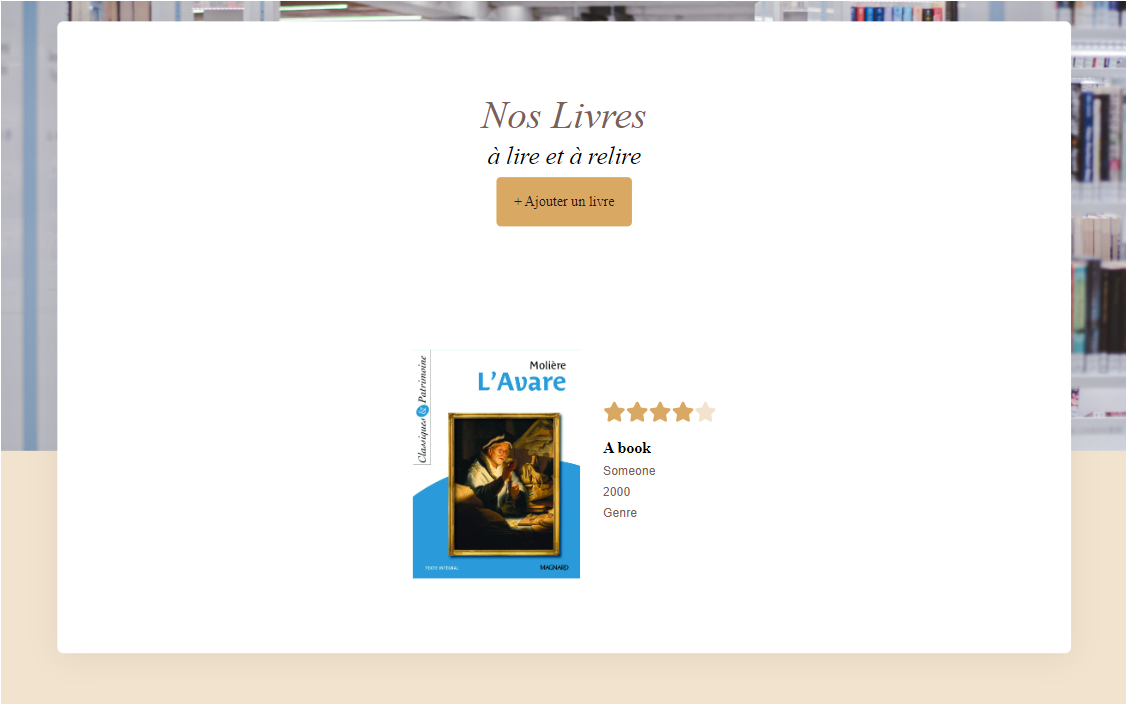 Nos Livres
à lire et à relire
+ Ajouter un livre
Classiques & Patrimoine
Molière
L'Avare
TEXTE INTÉGRAL
MAGNARD
A book
Someone
2000
Genre